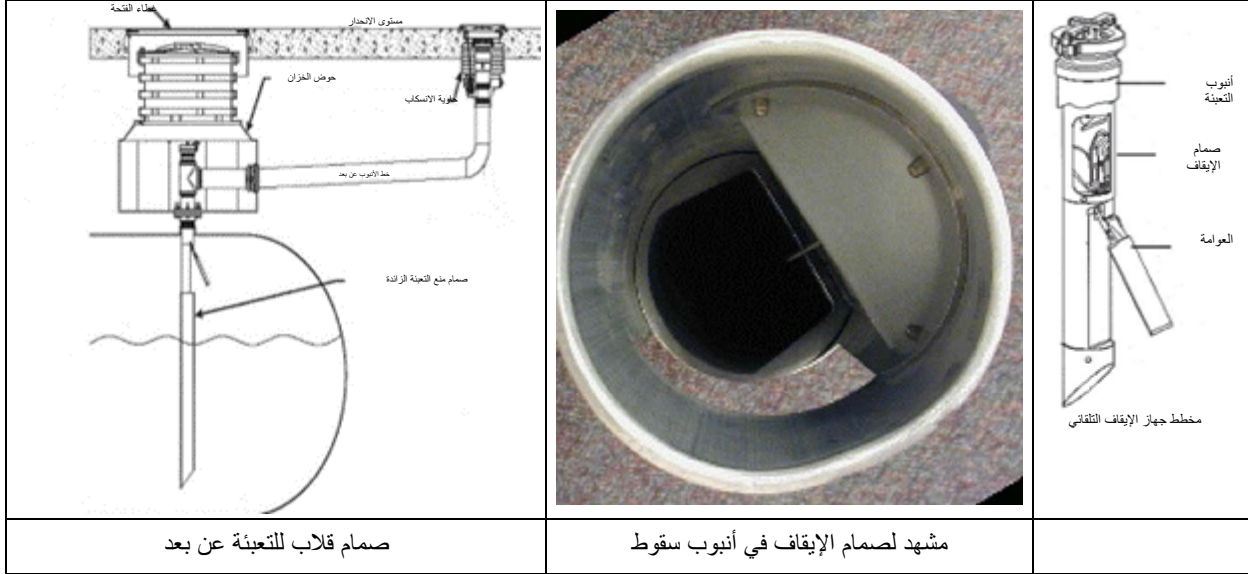 غطاء الفتحة
مستوى الانحدار
حوض الخزان
حاوية الانسكاب
خط الأنبوب عن بعد
صمام منع التعبئة الزائدة
أنبوب
التعبئة
صمام
الإيقاف
العوامة
مخطط جهاز الإيقاف التلقائي
صمام قلاب للتعبئة عن بعد
مشهد لصمام الإيقاف في أنبوب سقوط